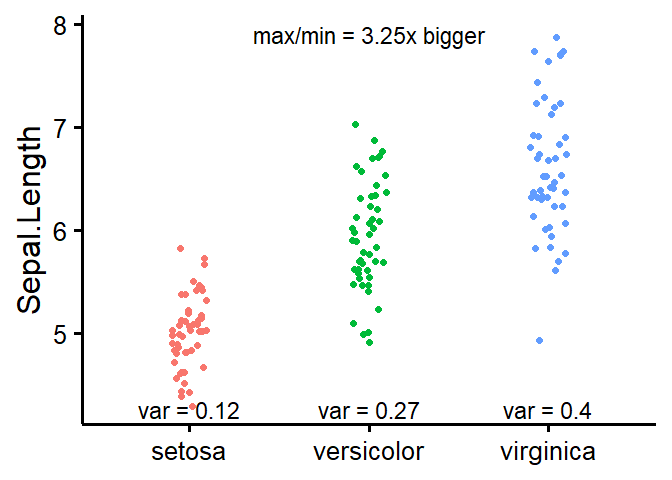 max/min = 3.25x bigger
Sepal.Length
8
7
6
5
var = 0.12 var = 0.27 var = 0.4
setosa versicolor virginica